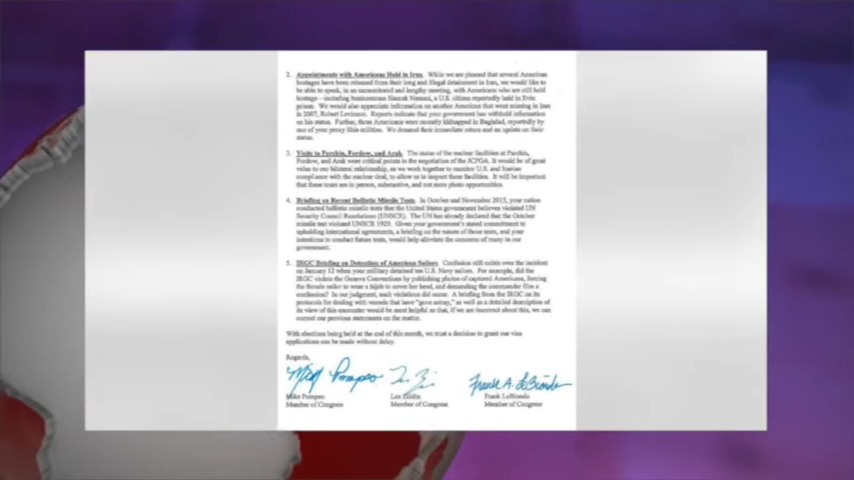 2. Appointments with Americans Held in Iran. While we are pleased that several American
hostages have been released from their long and illegal detainment in Iran, we would like to
be able to speak, in an unmonitored and lengthy meeting, with Americans who are still held
hostage—including businessman Siamak Namazi, a U.S. citizen reportedly held in Evin
prison. We would also appreciate information on another American that went missing in Iran
in 2007, Robert Levinson. Reports indicate that your government has withheld information
on his status. Further, three Americans were recently kidnapped in Baghdad, reportedly by
one of your proxy Shia militias. We demand their immediate return and an update on their
status.
3. Visits to Parchin, Fordow, and Arak. The status of the nuclear facilities at Parchin,
Fordow, and Arak were critical points in the negotiation of the JCPOA. It would be of great
value to our bilateral relationship, as we work together to monitor U.S. and Iranian
compliance with the nuclear deal, to allow us to inspect these facilities. It will be important
that these tours are in person, substantive, and not mere photo opportunities.
4. Briefing on Recent Ballistic Missile Tests. In October and November 2015, your nation
conducted ballistic missile tests that the United States government believes violated UN
Security Council Resolutions (UNSCR). The UN has already declared that the October
missile test violated UNSCR 1929. Given your government's stated commitment to
upholding international agreements, a briefing on the nature of these tests, and your
intentions to conduct future tests, would help alleviate the concerns of many in our
government.
5. IRGC Briefing on Detention of American Sailors. Confusion still exists over the incident
on January 12 when your military detained ten U.S. Navy sailors. For example, did the
IRGC violate the Geneva Conventions by publishing photos of captured Americans, forcing
the female sailor to wear a hijab to cover her head, and demanding the commander film a
confession? In our judgment, such violations did occur. A briefing from the IRGC on its
protocols for dealing with vessels that have "gone astray," as well as a detailed description of
its view of this encounter would be most helpful so that, if we are incorrect about this, we can
correct our previous statements on the matter.
With elections being held at the end of this month, we trust a decision to grant our visa
applications can be made without delay.
Regards,
Mike Pompeo Frank A. LoBiondo
Mike Pompeo Lee Zeldin Frank LoBiondo
Member of Congress Member of Congress Member of Congress